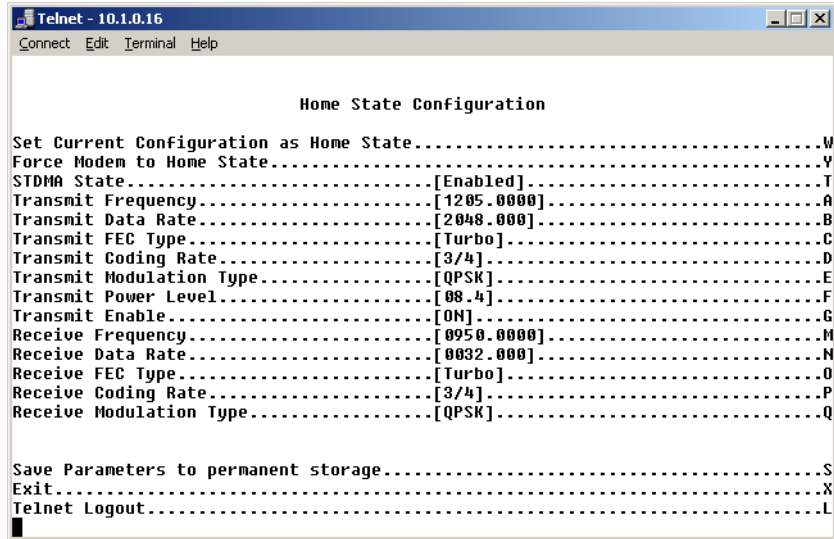 Telnet - 10.1.0.16
Connect Edit Terminal Help
Home State Configuration
Set Current Configuration as Home State........................................W
Force Modem to Home State......................................................Y
STDMA State..............................[Enabled].............................T
Transmit Frequency.......................[1205.0000]...........................A
Transmit Data Rate.......................[2048.000]............................B
Transmit FEC Type........................[Turbo]...............................C
Transmit Coding Rate.....................[3/4].................................D
Transmit Modulation Type.................[QPSK]................................E
Transmit Power Level.....................[08.4]................................F
Transmit Enable..........................[ON]..................................G
Receive Frequency........................[0950.0000]...........................M
Receive Data Rate........................[0032.000]............................N
Receive FEC Type.........................[Turbo]...............................O
Receive Coding Rate......................[3/4].................................P
Receive Modulation Type..................[QPSK]................................Q
Save Parameters to permanent storage...........................................S
Exit...........................................................................X
Telnet Logout..................................................................L